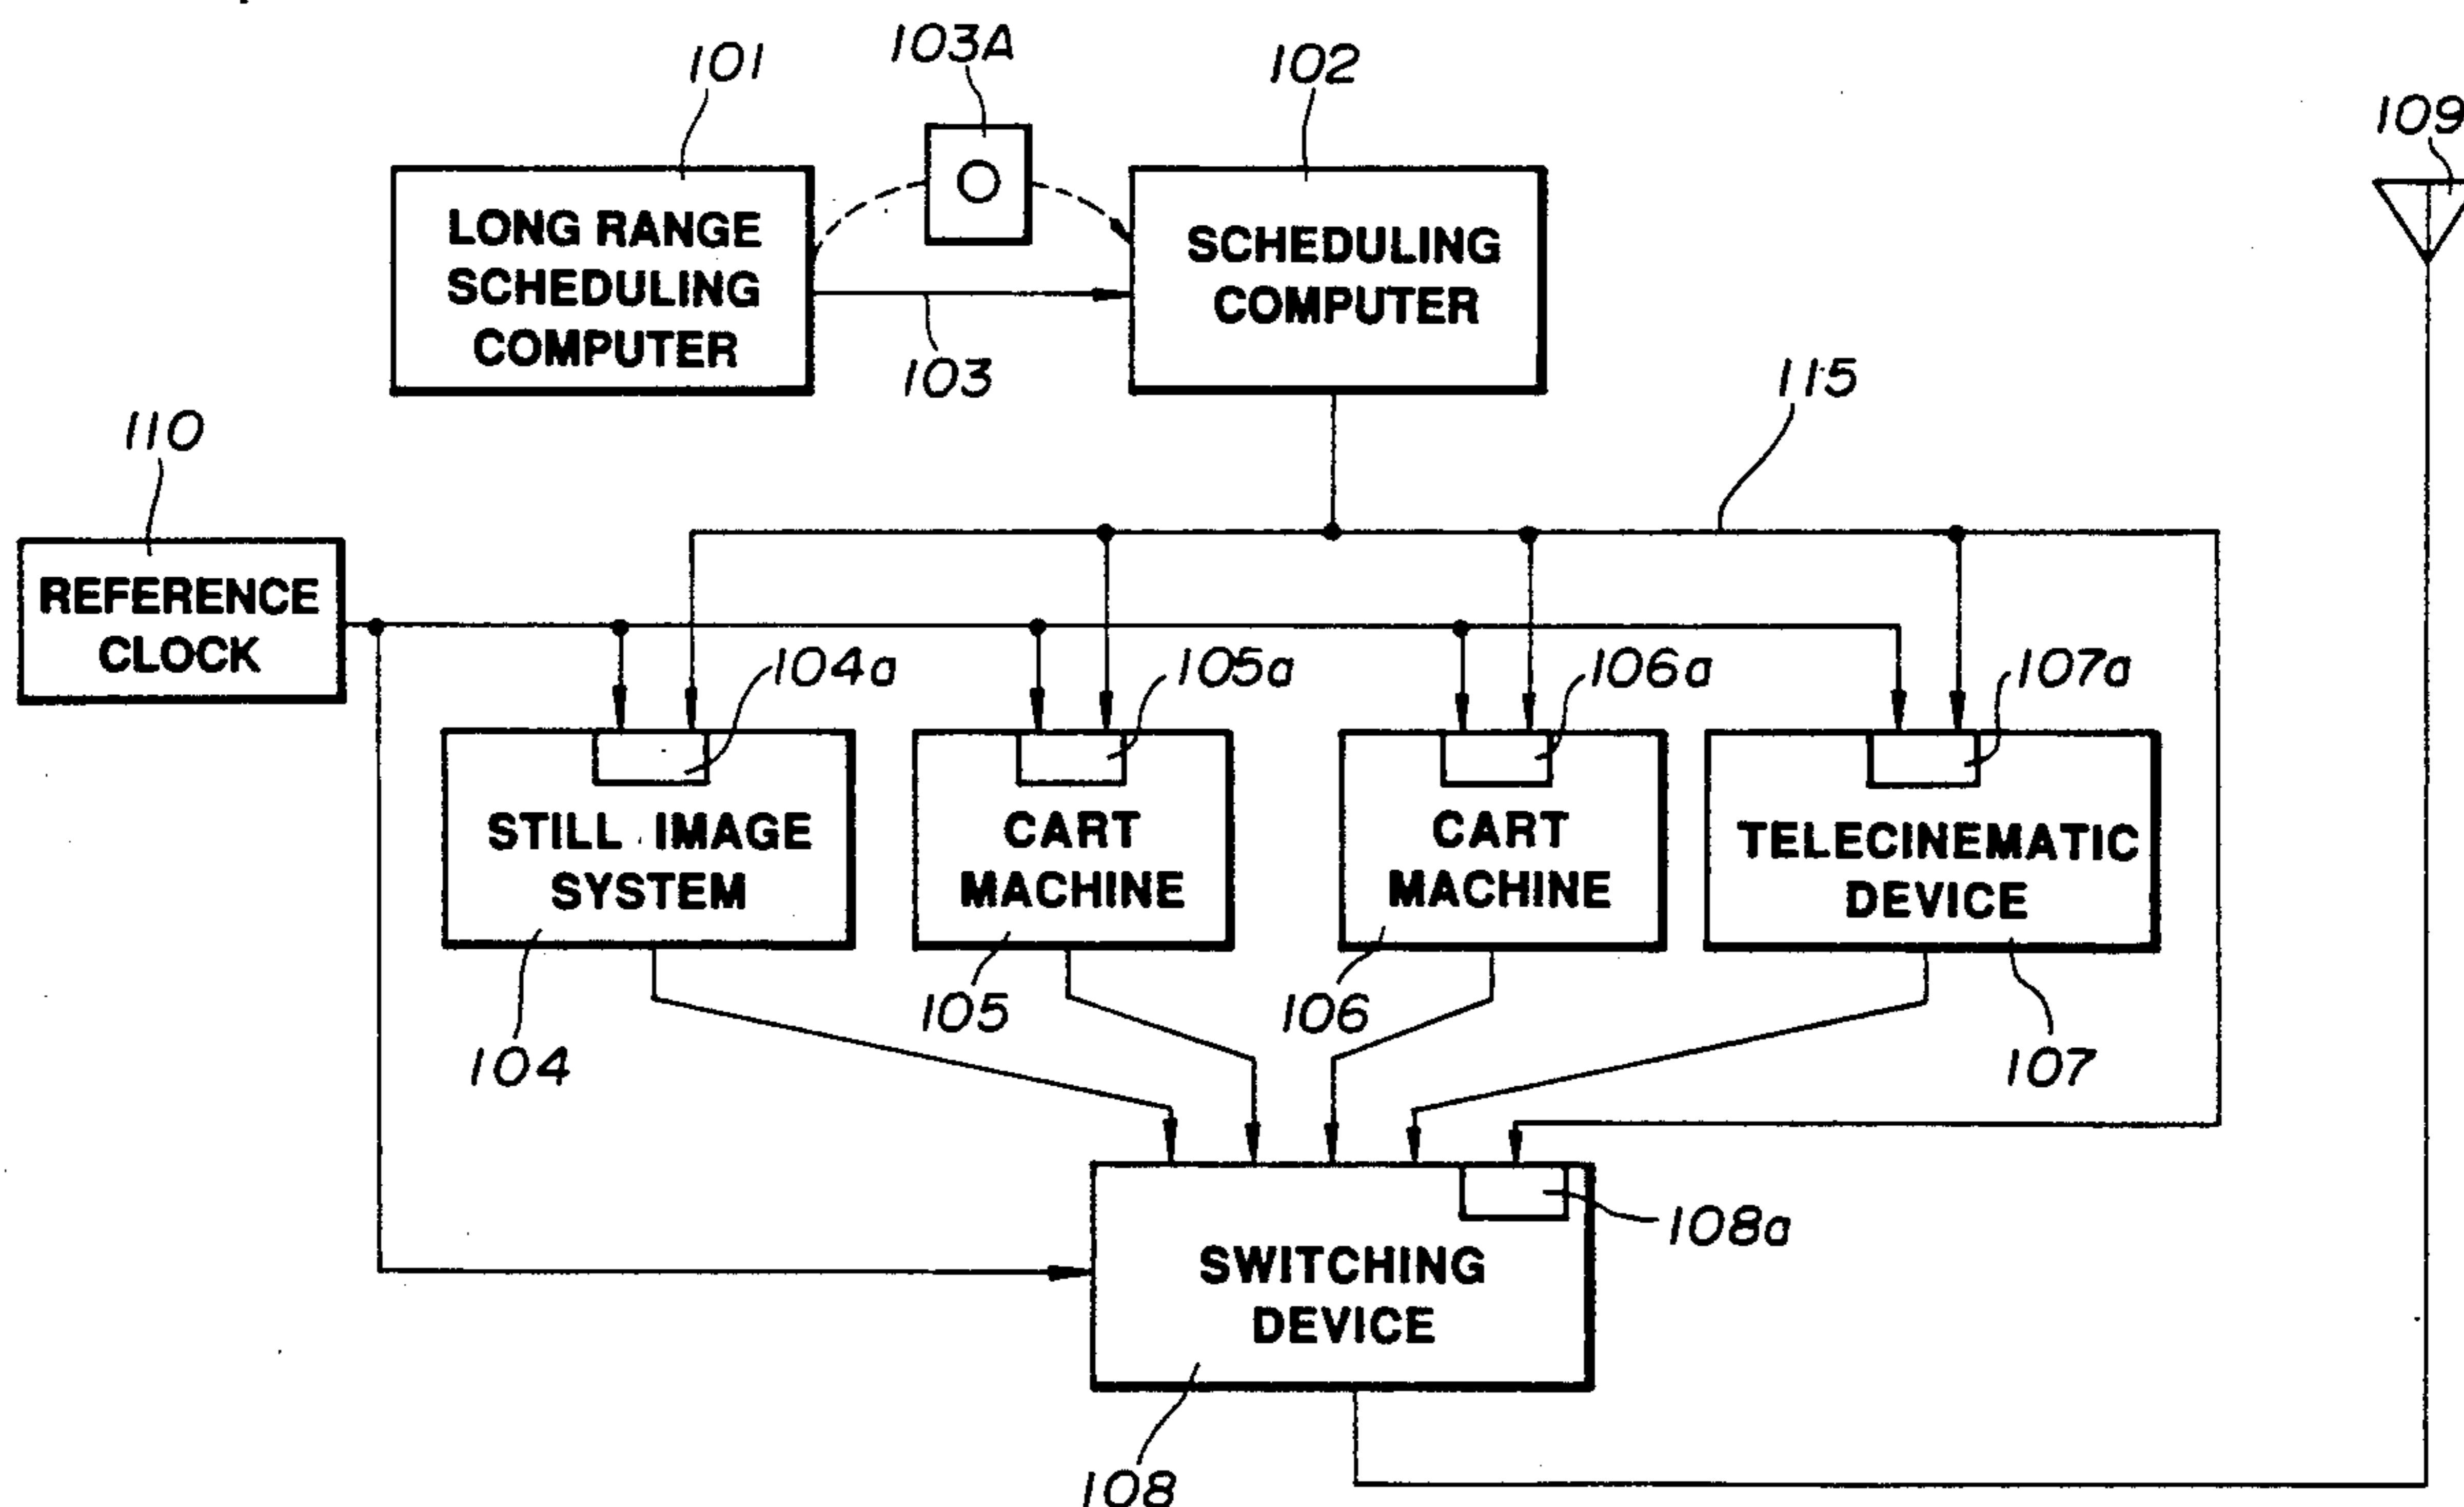 101
103A
102
109
LONG RANGE
SCHEDULING
COMPUTER
SCHEDULING
COMPUTER
103
115
110
REFERENCE
CLOCK
104a
105a
106a
107a
STILL IMAGE
SYSTEM
CART
MACHINE
CART
MACHINE
TELECINEMATIC
DEVICE
104
105
106
107
108a
SWITCHING
DEVICE
108